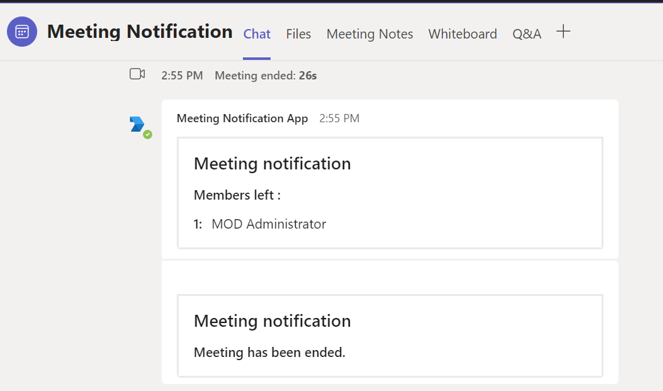 Meeting Notification Chat Files Meeting Notes Whiteboard Q&A
2:55 PM Meeting ended: 26s
Meeting Notification App 2:55 PM
Meeting notification
Members left :
1: MOD Administrator
Meeting notification
Meeting has been ended.